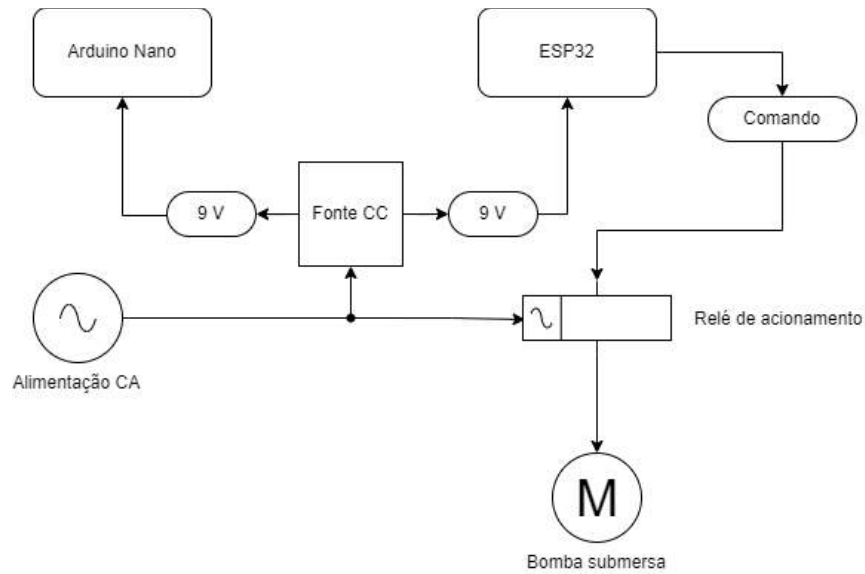 Arduino Nano
ESP32
Comando
9 V
Fonte CC
9 V
Relé de acionamento
Alimentação CA
M
Bomba submersa